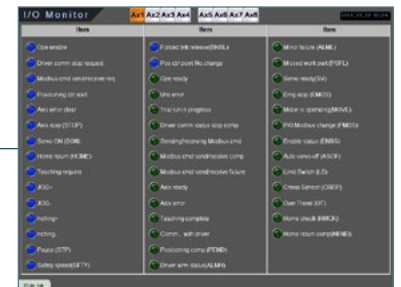 I/O Monitor
Ax1 Ax2 Ax3 Ax4 Ax5 Ax6 Ax7 Ax8
Item
Item
Item
Ope enable
Driver comm stop request
Modbus cmd send/receive req
Positioning ctrl start
Axis error clear
Axis stop (STOP)
Servo ON (SON)
Home return (HOME)
Teaching request
JOG+
JOG-
Inching+
Inching-
Pause (STP)
Safety speed(SFTY)
Forced brk release(BKRL)
Pos ctrl point No.change
Ope ready
Unit error
Trial run in progress
Driver comm status stop comp
Sending/receiving Modbus cmd
Modbus cmd send/receive comp
Modbus cmd send/receive failure
Axis ready
Axis error
Teaching complete
Comm... with driver
Positioning comp (PEND)
Driver alrm status(ALMH)
Minor failure (ALML)
Missed work part (PSFL)
Servo ready(SV)
Emg stop (EMGS)
Motor is operating(MOVE)
PIO/Modbus change (PMSS)
Enable status (ENBS)
Auto servo off (ASOF)
Limit Switch (LS)
Creep Sensor (CREP)
Over Travel (OT)
Home check (HMCK)
Home return comp(HEND)